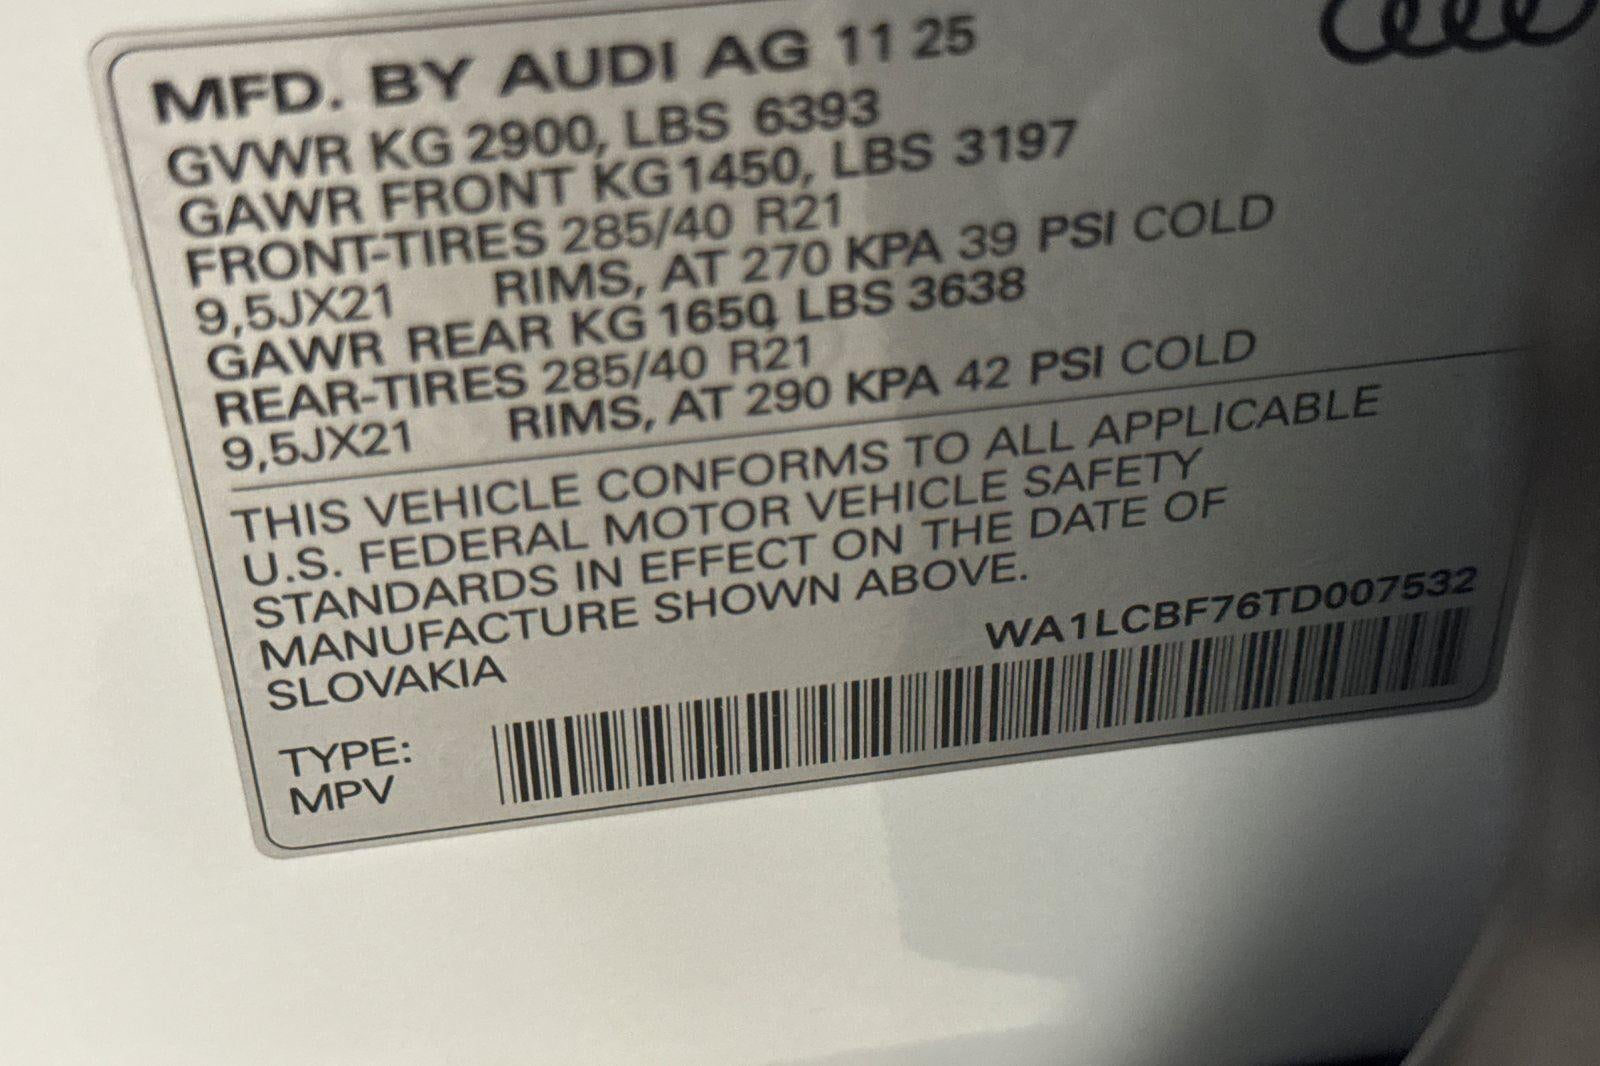 MFD. BY AUDI AG 11 25
GVWR KG 2900, LBS 6393
GAWR FRONT KG 1450, LBS 3197
FRONT-TIRES 285/40 R21
9,5JX21 RIMS, AT 270 KPA 39 PSI COLD
GAWR REAR KG 1650, LBS 3638
REAR-TIRES 285/40 R21
9,5JX21 RIMS, AT 290 KPA 42 PSI COLD
THIS VEHICLE CONFORMS TO ALL APPLICABLE
U.S. FEDERAL MOTOR VEHICLE SAFETY
STANDARDS IN EFFECT ON THE DATE OF
MANUFACTURE SHOWN ABOVE.
SLOVAKIA
WA1LCBF76TD007532
TYPE:
MPV